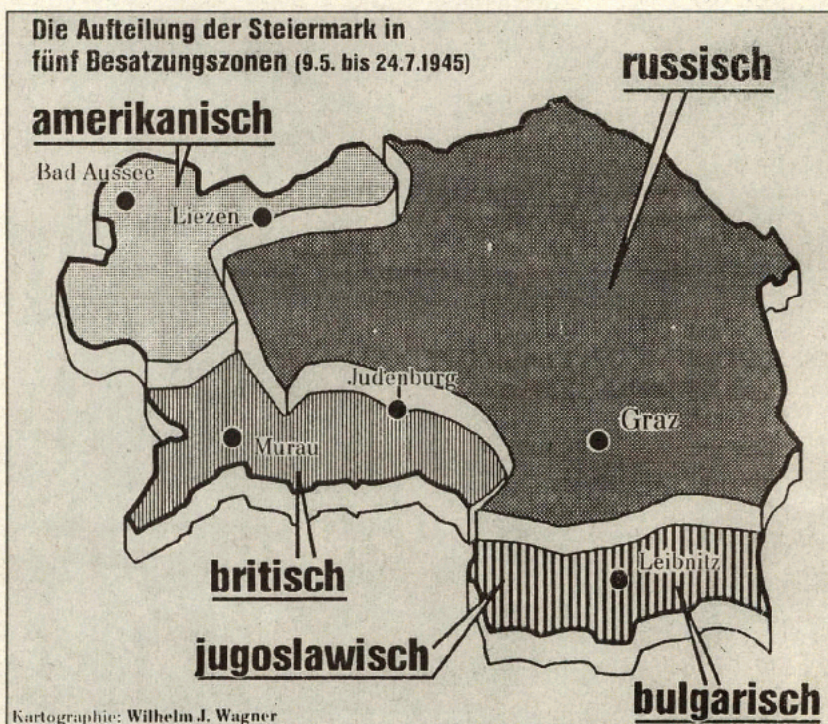 Die Aufteilung der Steiermark in
fünf Besatzungszonen (9.5. bis 24.7.1945)
russisch
amerikanisch
Bad Aussee
Liezen
Judenburg
Murau
Graz
britisch
Leibnitz
jugoslawisch
bulgarisch
Kartographie: Wilhelm J. Wagner